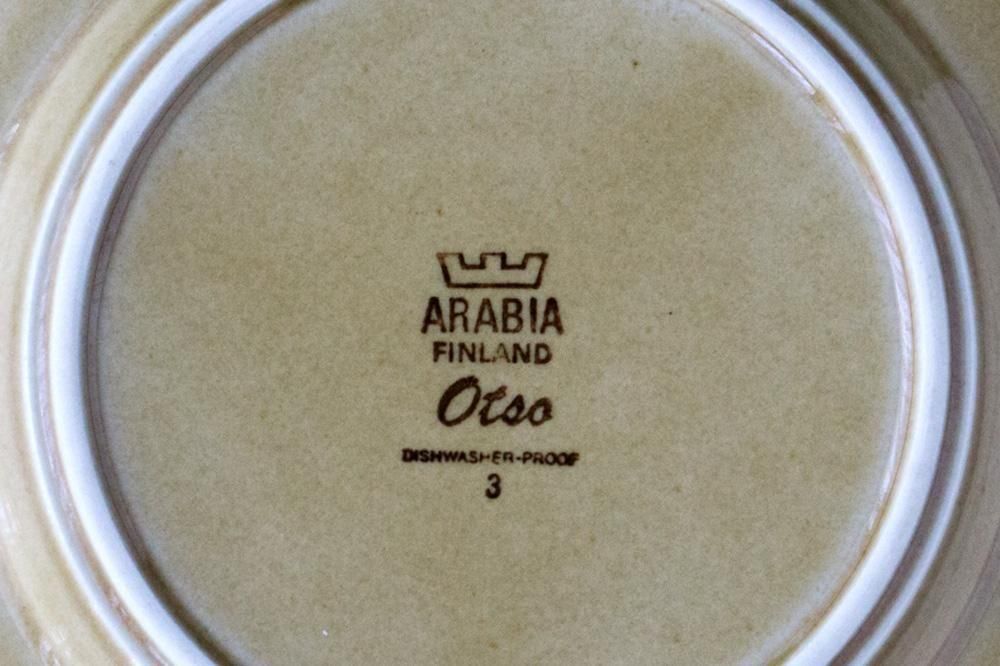 ARABIA
FINLAND
Otso
DISHWASHER-PROOF
3